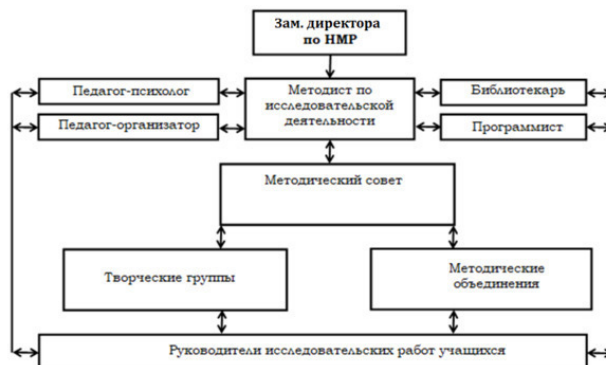 Зам. директора
по НМР
Педагог-психолог
Методист по
исследовательской
деятельности
Библиотекарь
Педагог-организатор
Программист
Методический совет
Творческие группы
Методические
объединения
Руководители исследовательских работ учащихся